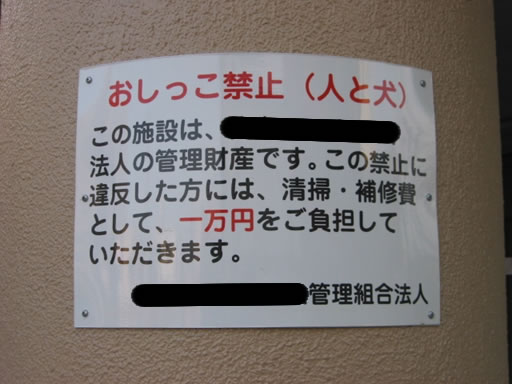 おしっこ禁止（人と犬）
この施設は、
法人の管理財産です。この禁止に
違反した方には、清掃・補修費
として、一万円をご負担して
いただきます。
管理組合法人